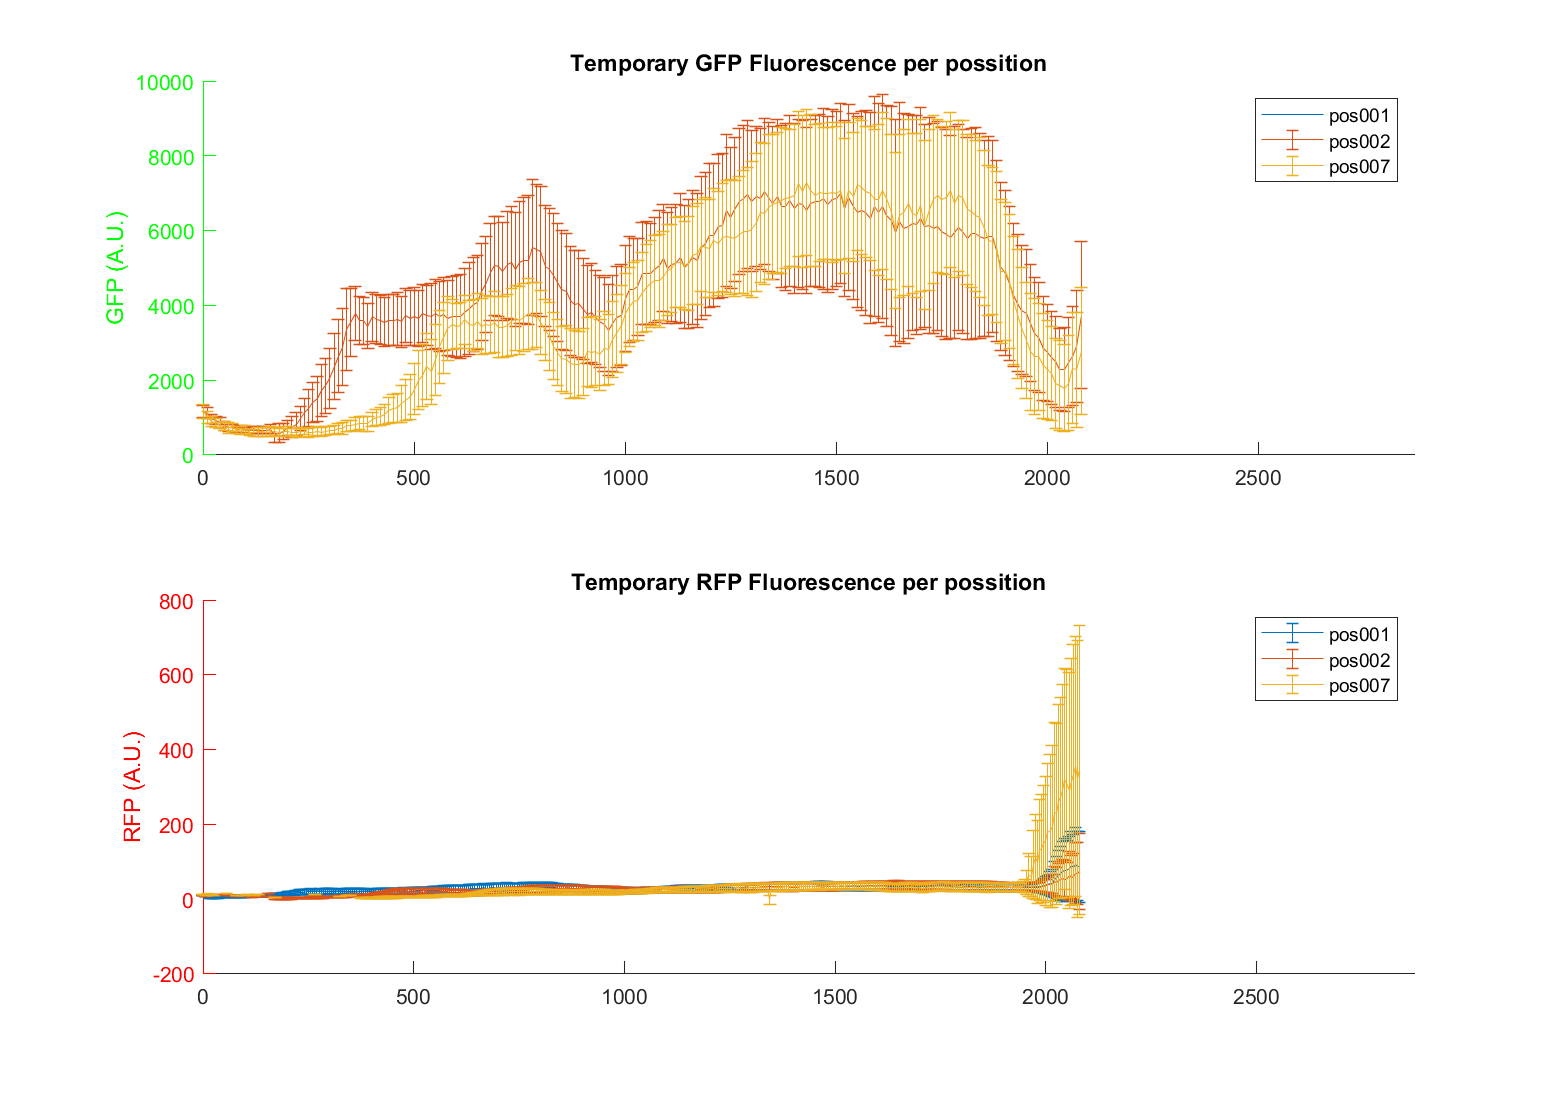 Temporary GFP Fluorescence per possition
10000
8000
6000
4000
2000
0
GFP (A.U.)
0 500 1000 1500 2000 2500
pos001
pos002
pos007
Temporary RFP Fluorescence per possition
800
600
400
200
0
-200
RFP (A.U.)
0 500 1000 1500 2000 2500
pos001
pos002
pos007